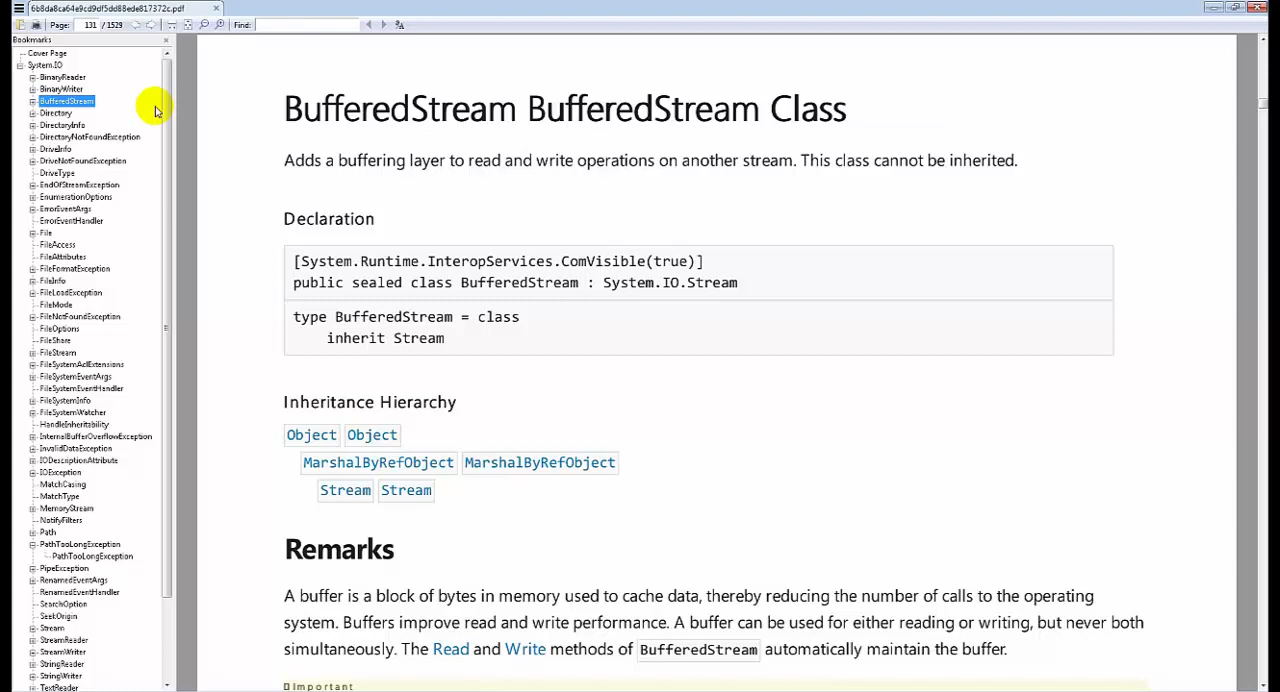 6b8da8ca64e9cd9df5dd88ede817372c.pdf
Page: 131 / 1529 Find:
Bookmarks
Cover Page
System.IO
BinaryReader
BinaryWriter
BufferedStream
Directory
DirectoryInfo
DirectoryNotFoundException
DriveInfo
DriveNotFoundException
DriveType
EndOfStreamException
EnumerationOptions
ErrorEventArgs
ErrorEventHandler
File
FileAccess
FileAttributes
FileFormatException
FileInfo
FileLoadException
FileMode
FileNotFoundException
FileOptions
FileShare
FileStream
FileSystemAclExtensions
FileSystemEventArgs
FileSystemEventHandler
FileSystemInfo
FileSystemWatcher
HandleInheritability
InternalBufferOverflowException
InvalidDataException
IODescriptionAttribute
IOException
MatchCasing
MatchType
MemoryStream
NotifyFilters
Path
PathTooLongException
PathTooLongException
PipeException
RenamedEventArgs
RenamedEventHandler
SearchOption
SeekOrigin
Stream
StreamReader
StreamWriter
StringReader
StringWriter
TextReader
BufferedStream BufferedStream Class
Adds a buffering layer to read and write operations on another stream. This class cannot be inherited.
Declaration
[System.Runtime.InteropServices.ComVisible(true)]
public sealed class BufferedStream : System.IO.Stream
type BufferedStream = class
inherit Stream
Inheritance Hierarchy
Object Object
MarshalByRefObject MarshalByRefObject
Stream Stream
Remarks
A buffer is a block of bytes in memory used to cache data, thereby reducing the number of calls to the operating
system. Buffers improve read and write performance. A buffer can be used for either reading or writing, but never both
simultaneously. The Read and Write methods of BufferedStream automatically maintain the buffer.
Important